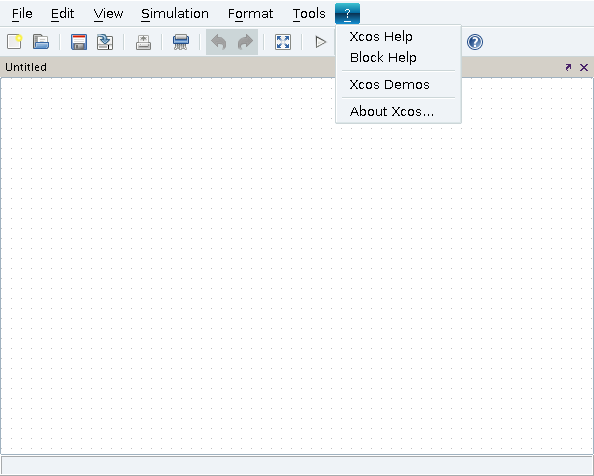 File Edit View Simulation Format Tools ?
Xcos Help
Block Help
Untitled
Xcos Demos
About Xcos...